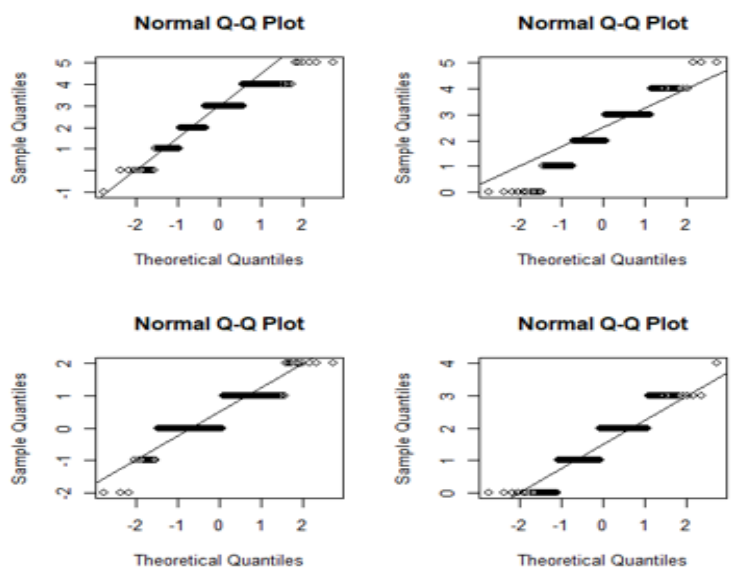 Normal Q-Q Plot
Sample Quantiles
-1 1 2 3 4 5
-2 -1 0 1 2
Theoretical Quantiles
Normal Q-Q Plot
Sample Quantiles
0 1 2 3 4 5
-2 -1 0 1 2
Theoretical Quantiles
Normal Q-Q Plot
Sample Quantiles
-2 -1 0 1 2
-2 -1 0 1 2
Theoretical Quantiles
Normal Q-Q Plot
Sample Quantiles
0 1 2 3 4
-2 -1 0 1 2
Theoretical Quantiles